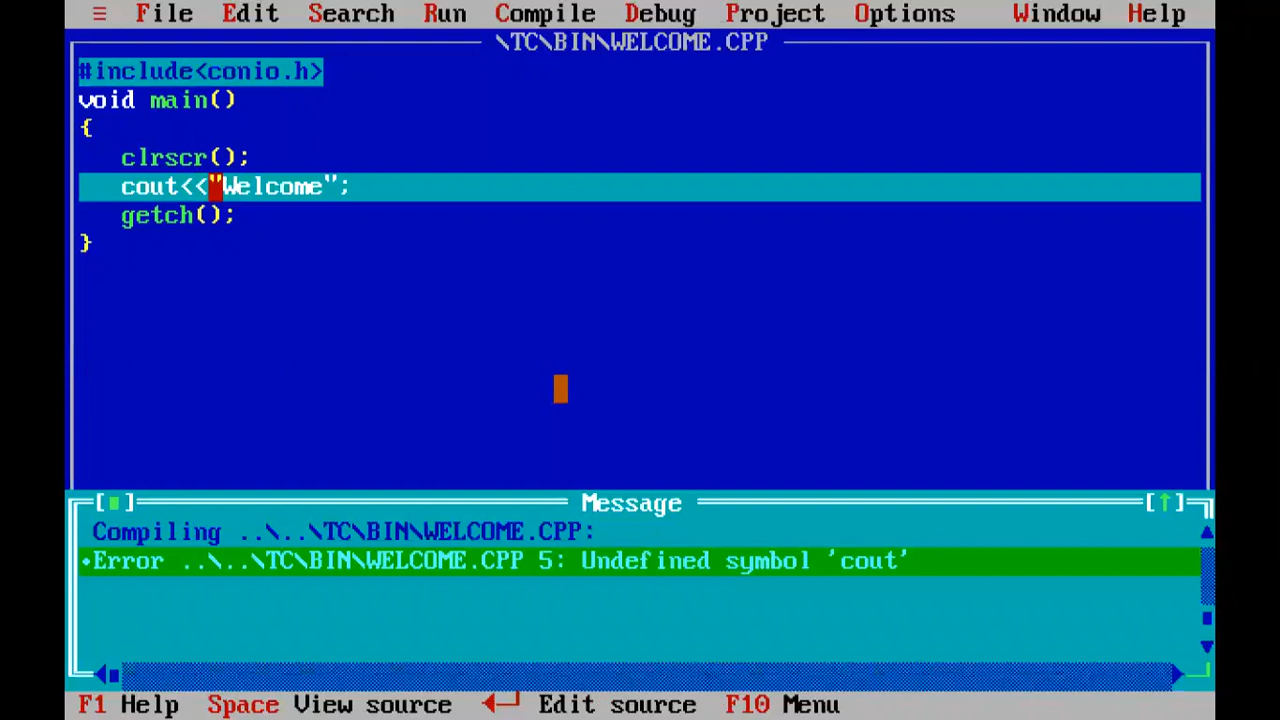 ≡ File Edit Search Run Compile Debug Project Options Window Help
\TC\BIN\WELCOME.CPP
#include<conio.h>
void main()
{
clrscr();
cout<<"Welcome";
getch();
}
Message
Compiling ..\..\TC\BIN\WELCOME.CPP:
•Error ..\..\TC\BIN\WELCOME.CPP 5: Undefined symbol 'cout'
F1 Help Space View source ◄┘ Edit source F10 Menu